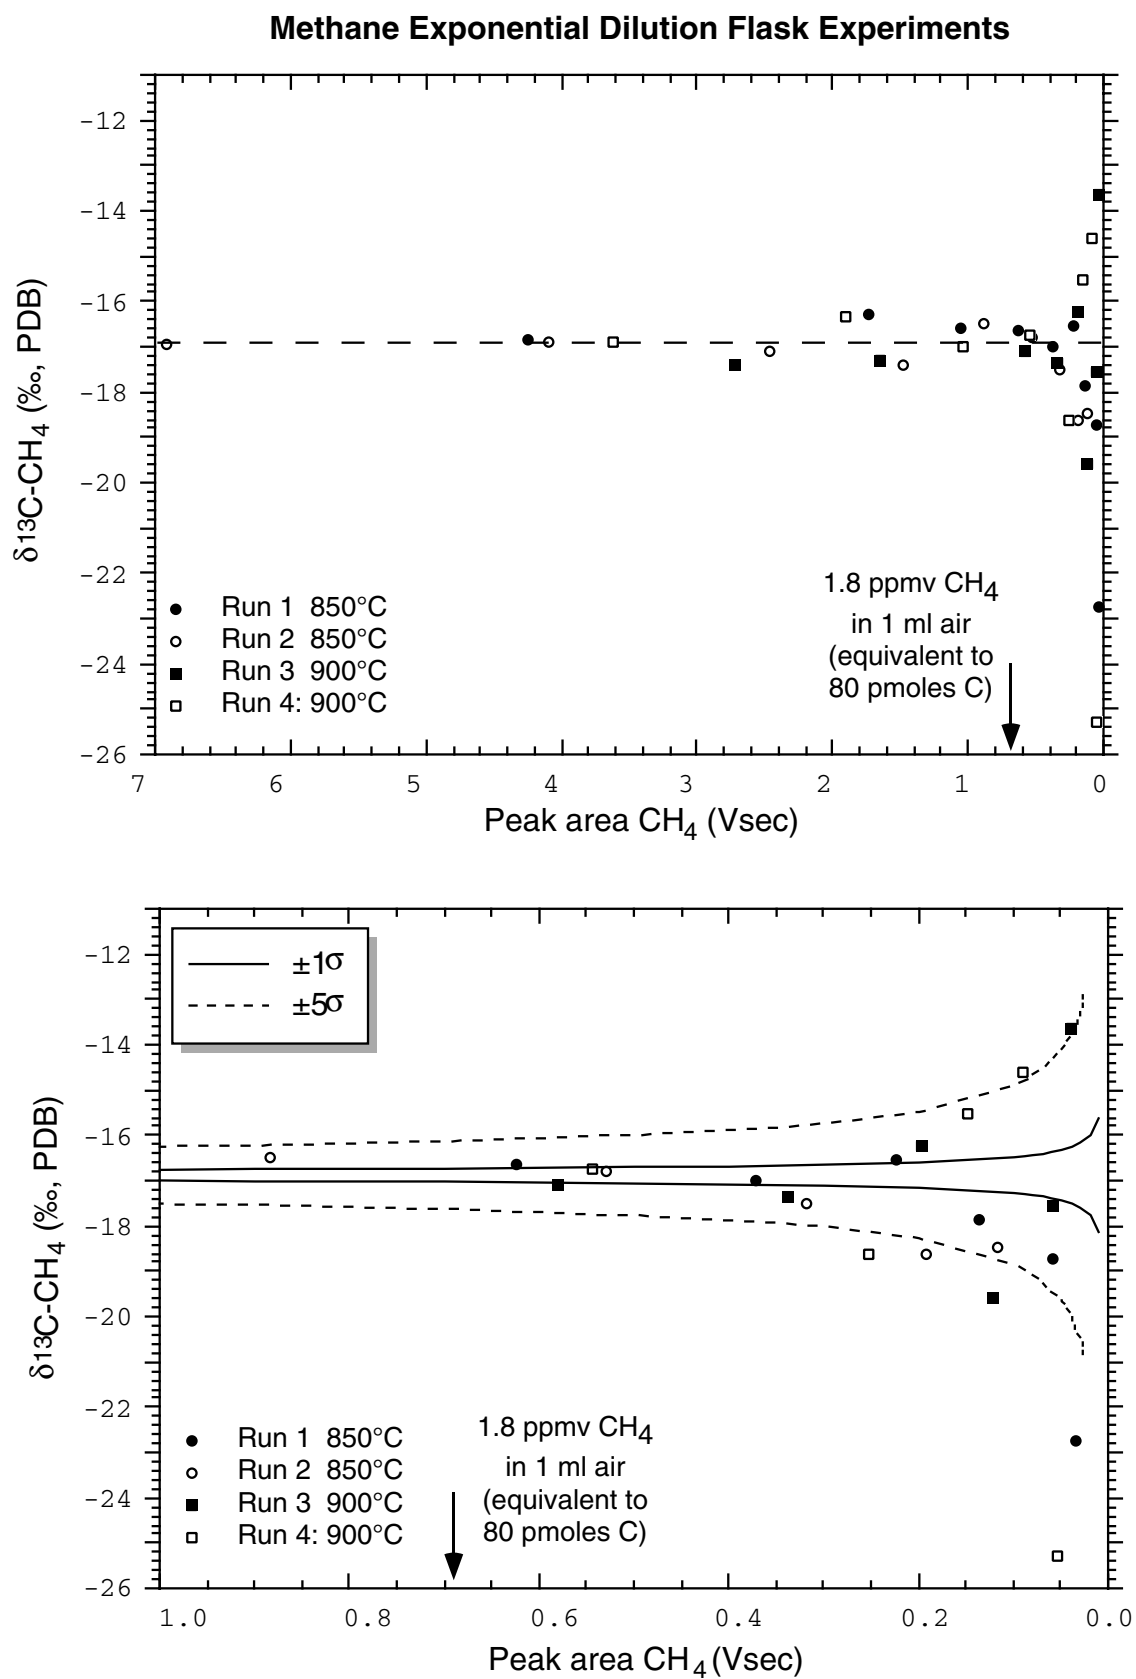 Methane Exponential Dilution Flask Experiments
-12
-14
-16
-18
-20
-22
-24
-26
δ13C-CH4 (‰, PDB)
Run 1 850°C
Run 2 850°C
Run 3 900°C
Run 4: 900°C
1.8 ppmv CH4
in 1 ml air
(equivalent to
80 pmoles C)
7 6 5 4 3 2 1 0
Peak area CH4 (Vsec)
±1σ
±5σ
-12
-14
-16
-18
-20
-22
-24
-26
δ13C-CH4 (‰, PDB)
Run 1 850°C
Run 2 850°C
Run 3 900°C
Run 4: 900°C
1.8 ppmv CH4
in 1 ml air
(equivalent to
80 pmoles C)
1.0 0.8 0.6 0.4 0.2 0.0
Peak area CH4 (Vsec)